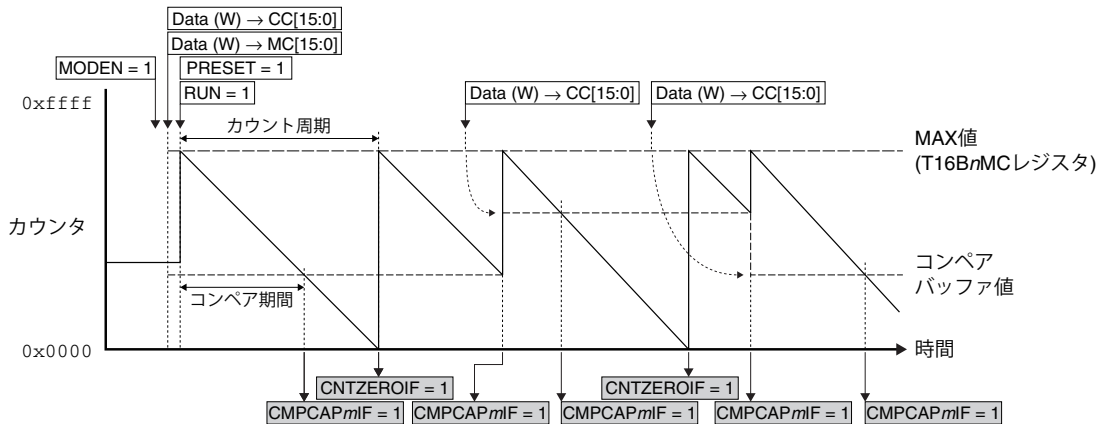 Data (W) → CC[15:0]
Data (W) → MC[15:0]
MODEN = 1
PRESET = 1
RUN = 1
Data (W) → CC[15:0]
Data (W) → CC[15:0]
0xffff
カウント周期
MAX値
(T16BnMCレジスタ)
カウンタ
コンペア
バッファ値
コンペア期間
0x0000
時間
CNTZEROIF = 1
CNTZEROIF = 1
CMPCAPmIF = 1
CMPCAPmIF = 1
CMPCAPmIF = 1
CMPCAPmIF = 1
CMPCAPmIF = 1